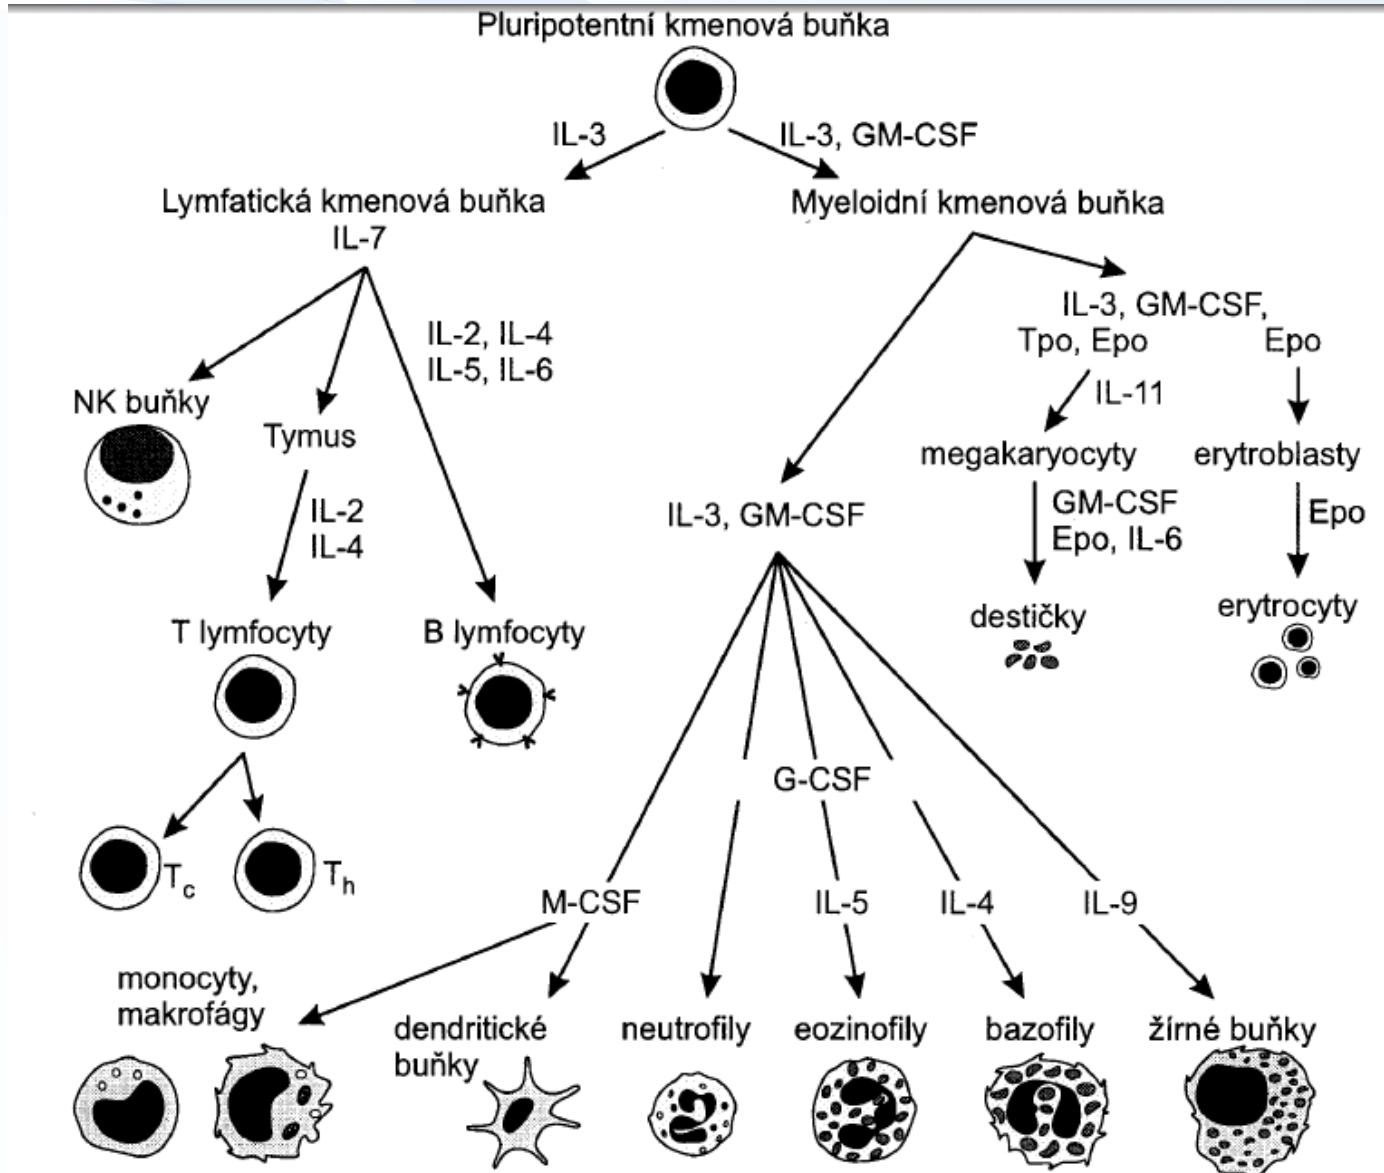 Pluripotentní kmenová buňka
IL-3
IL-3, GM-CSF
Lymfatická kmenová buňka
IL-7
Myeloidní kmenová buňka
IL-2, IL-4
IL-5, IL-6
NK buňky
Tymus
IL-2
IL-4
T lymfocyty
B lymfocyty
Tc
Th
IL-3, GM-CSF,
Tpo, Epo
Epo
IL-11
megakaryocyty
erytroblasty
GM-CSF
Epo, IL-6
Epo
destičky
erytrocyty
IL-3, GM-CSF
G-CSF
M-CSF
IL-5
IL-4
IL-9
monocyty,
makrofágy
dendritické
buňky
neutrofily
eozinofily
bazofily
žírné buňky